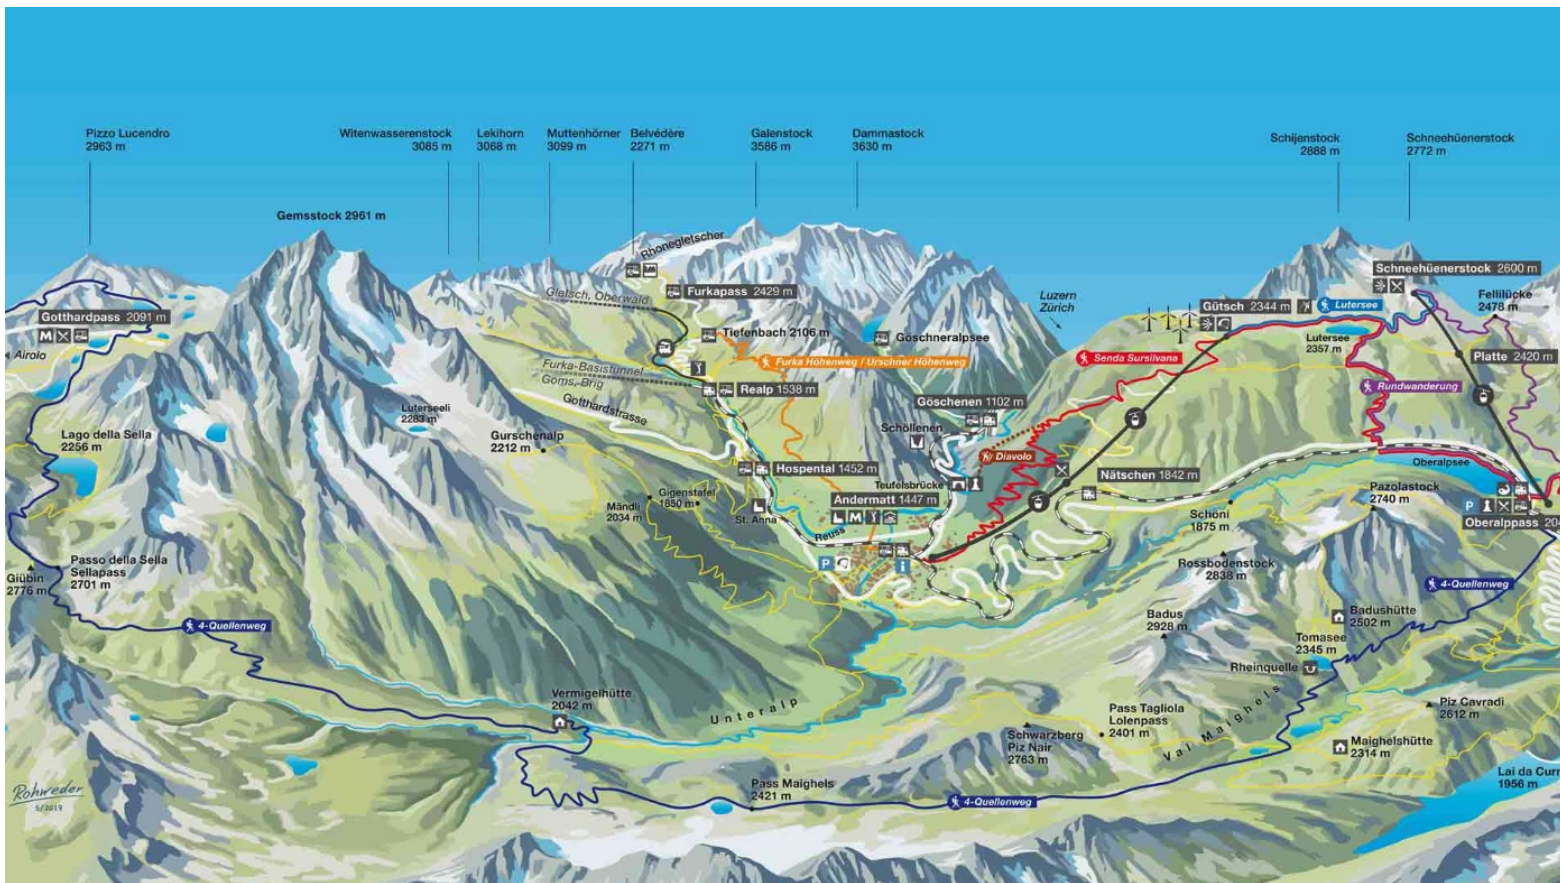 Pizzo Lucendro
2963 m
Witenwasserenstock
3085 m
Lekihorn
3068 m
Muttenhörner
3099 m
Belvédère
2271 m
Galenstock
3586 m
Dammastock
3630 m
Schijenstock
2888 m
Schneehüenerstock
2772 m
Gemsstock 2961 m
Rhonegletscher
Schneehüenerstock 2600 m
Gletsch, Oberwald
Furkapass 2429 m
Luzern
Zürich
Gütsch 2344 m
Lutersee
Fellilücke
2478 m
Gotthardpass 2091 m
M
Airolo
Tiefenbach 2106 m
Göschneralpsee
Lutersee
2357 m
Platte 2420 m
Furka Höhenweg / Urschner Höhenweg
Senda Sursilvana
Furka-Basistunnel
Goms, Brig
Realp 1538 m
Rundwanderung
Gotthardstrasse
Göschenen 1102 m
Luterseeli
2283 m
Schöllenen
Lago della Sella
2256 m
Gurschenalp
2212 m
Diavolo
Oberalpsee
Hospental 1452 m
Nätschen 1842 m
Teufelsbrücke
Pazolastock
2740 m
Gigenstafel
1850 m
Andermatt 1447 m
M
Mändli
2034 m
St. Anna
Reuss
Schöni
1875 m
P
Oberalppass 204
P
i
Passo della Sella
Sellapass
2701 m
Giübin
2776 m
Rossbodenstock
2838 m
4-Quellenweg
Badus
2928 m
Badushütte
2502 m
4-Quellenweg
Tomasee
2345 m
Rheinquelle
Vermigelhütte
2042 m
Unteralp
Val Maighels
Pass Tagliola
Lolenpass
2401 m
Piz Cavradi
2612 m
Schwarzberg
Piz Nair
2763 m
Maighelshütte
2314 m
Lai da Curn
1956 m
Pass Maighels
2421 m
4-Quellenweg
Rohweder
5/2019